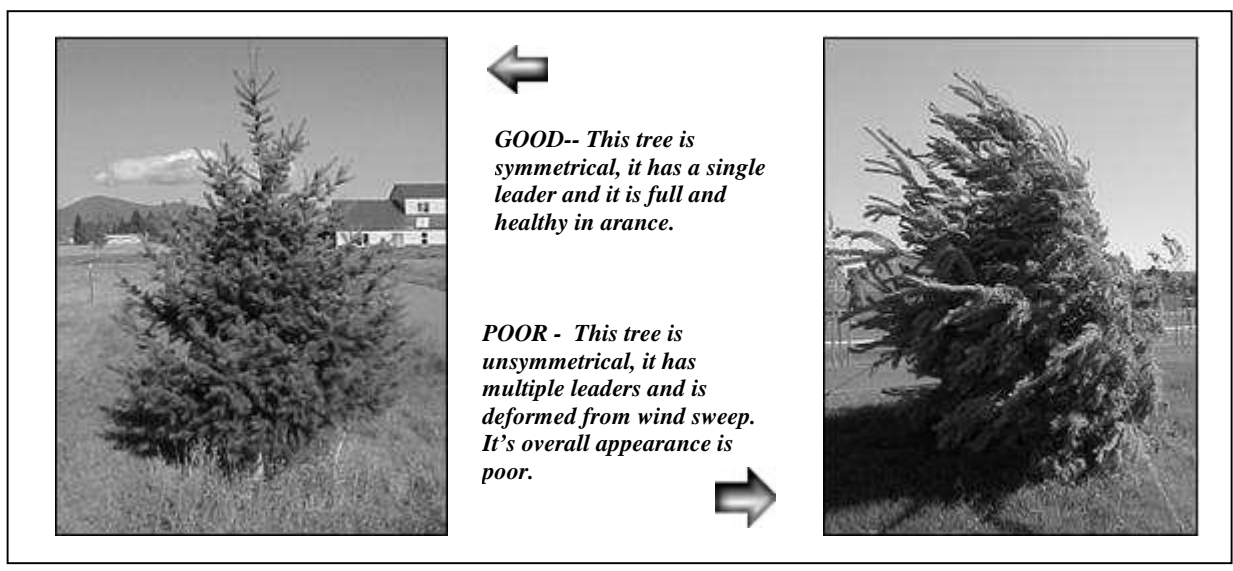 GOOD-- This tree is
symmetrical, it has a single
leader and it is full and
healthy in arance.
POOR - This tree is
unsymmetrical, it has
multiple leaders and is
deformed from wind sweep.
It's overall appearance is
poor.